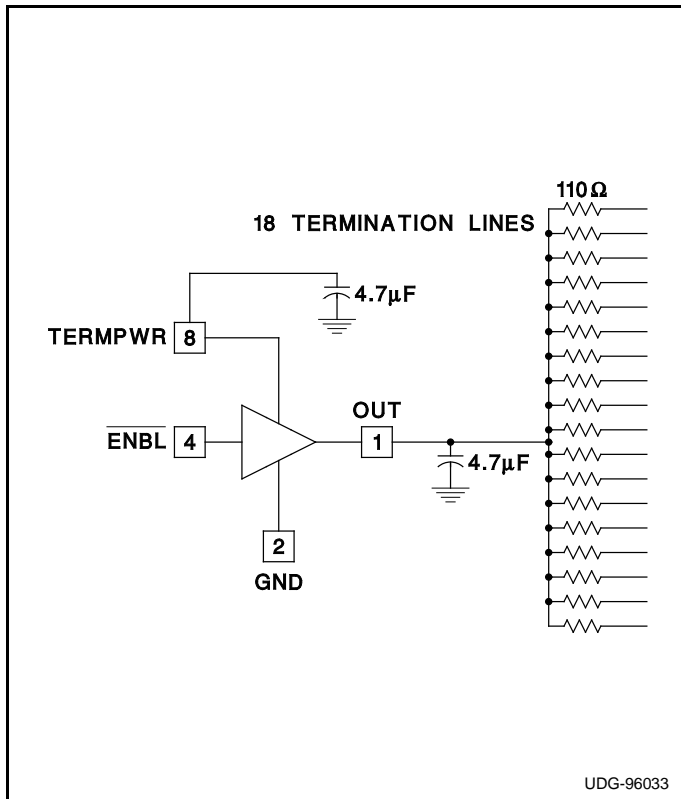 110Ω
18 TERMINATION LINES
4.7µF
TERMPWR 8
OUT
ENBL 4
1
4.7µF
2
GND
UDG-96033